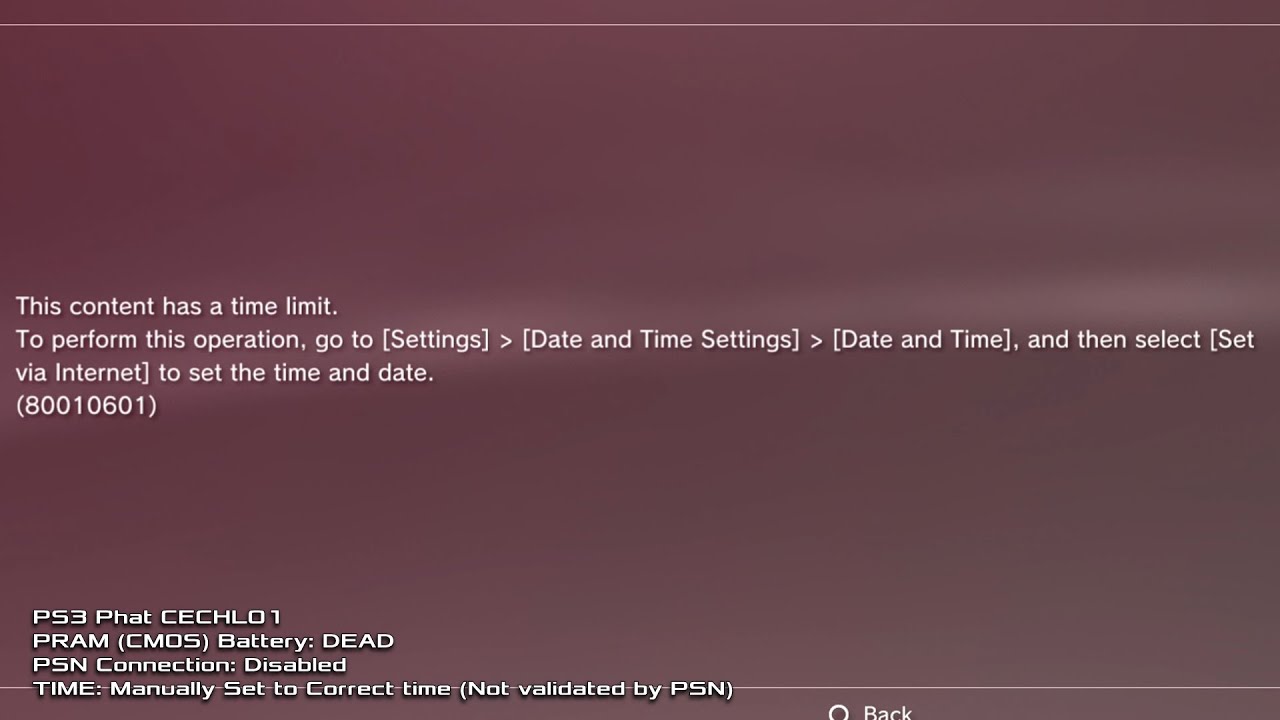 This content has a time limit.
To perform this operation, go to [Settings] > [Date and Time Settings] > [Date and Time], and then select [Set
via Internet] to set the time and date.
(80010601)
PS3 Phat CECHL01
PRAM (CMOS) Battery: DEAD
PSN Connection: Disabled
TIME: Manually Set to Correct time (Not validated by PSN)
Back